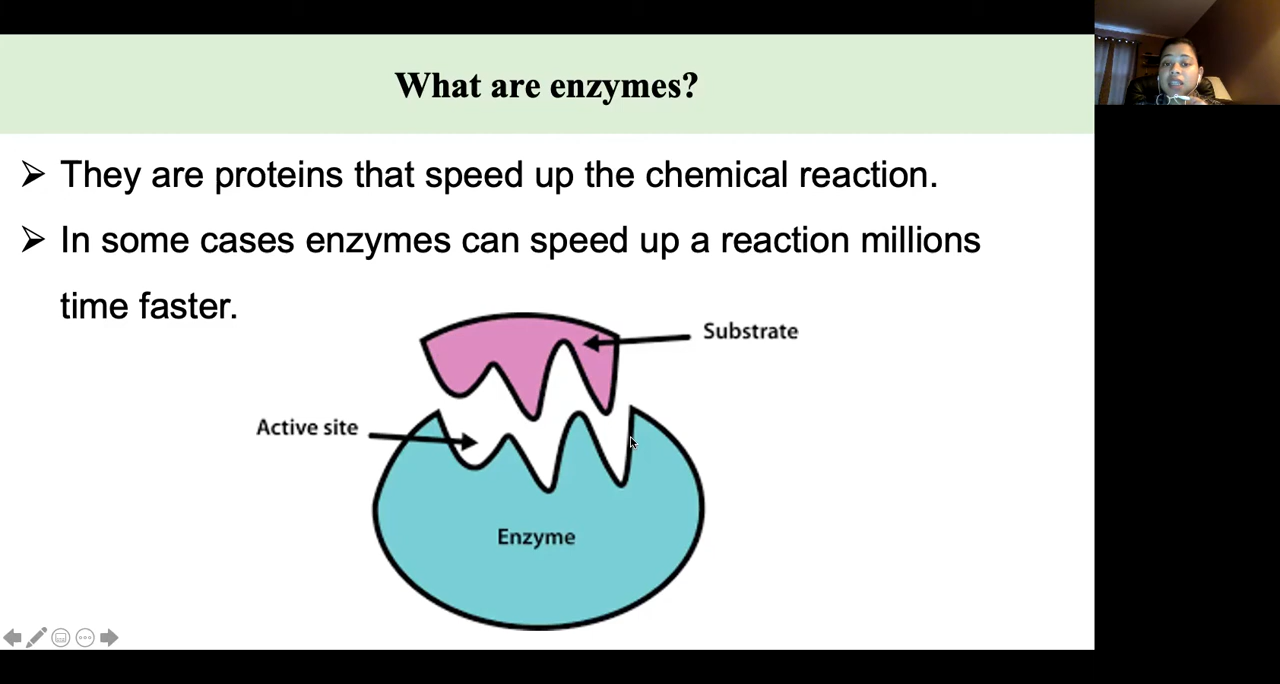 What are enzymes?
➢ They are proteins that speed up the chemical reaction.
➢ In some cases enzymes can speed up a reaction millions
time faster.
Substrate
Active site
Enzyme